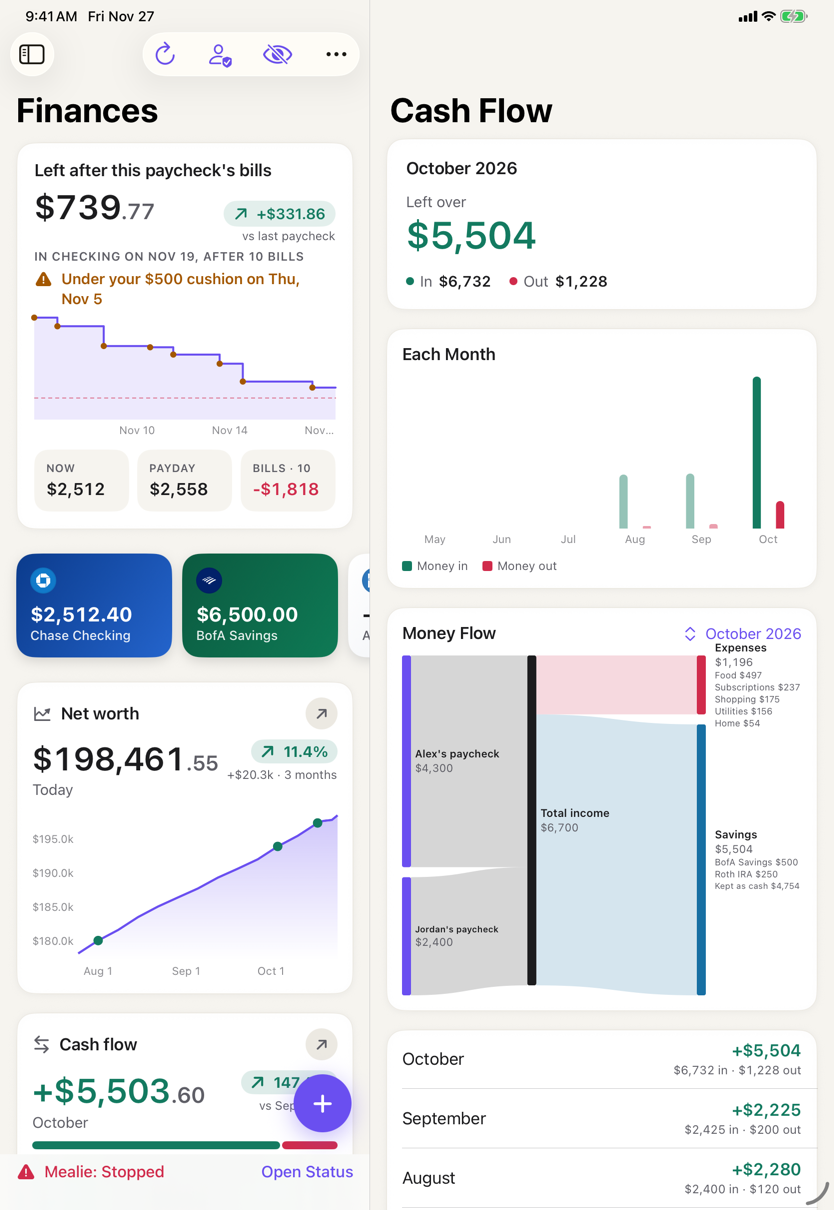 9:41 AM Fri Nov 27
Finances
Left after this paycheck's bills
$739.77
+$331.86
vs last paycheck
IN CHECKING ON NOV 19, AFTER 10 BILLS
Under your $500 cushion on Thu,
Nov 5
Nov 10 Nov 14 Nov...
NOW
$2,512
PAYDAY
$2,558
BILLS · 10
-$1,818
$2,512.40
Chase Checking
$6,500.00
BofA Savings
Net worth
$198,461.55
11.4%
+$20.3k · 3 months
Today
$195.0k
$190.0k
$185.0k
$180.0k
Aug 1 Sep 1 Oct 1
Cash flow
+$5,503.60
147
vs Sep
October
Mealie: Stopped
Open Status
Cash Flow
October 2026
Left over
$5,504
In $6,732 Out $1,228
Each Month
May Jun Jul Aug Sep Oct
Money in Money out
Money Flow
October 2026
Expenses
$1,196
Food $497
Subscriptions $237
Shopping $175
Utilities $156
Home $54
Alex's paycheck
$4,300
Total income
$6,700
Savings
$5,504
BofA Savings $500
Roth IRA $250
Kept as cash $4,754
Jordan's paycheck
$2,400
October
+$5,504
$6,732 in · $1,228 out
September
+$2,225
$2,425 in · $200 out
August
+$2,280
$2,400 in · $120 out